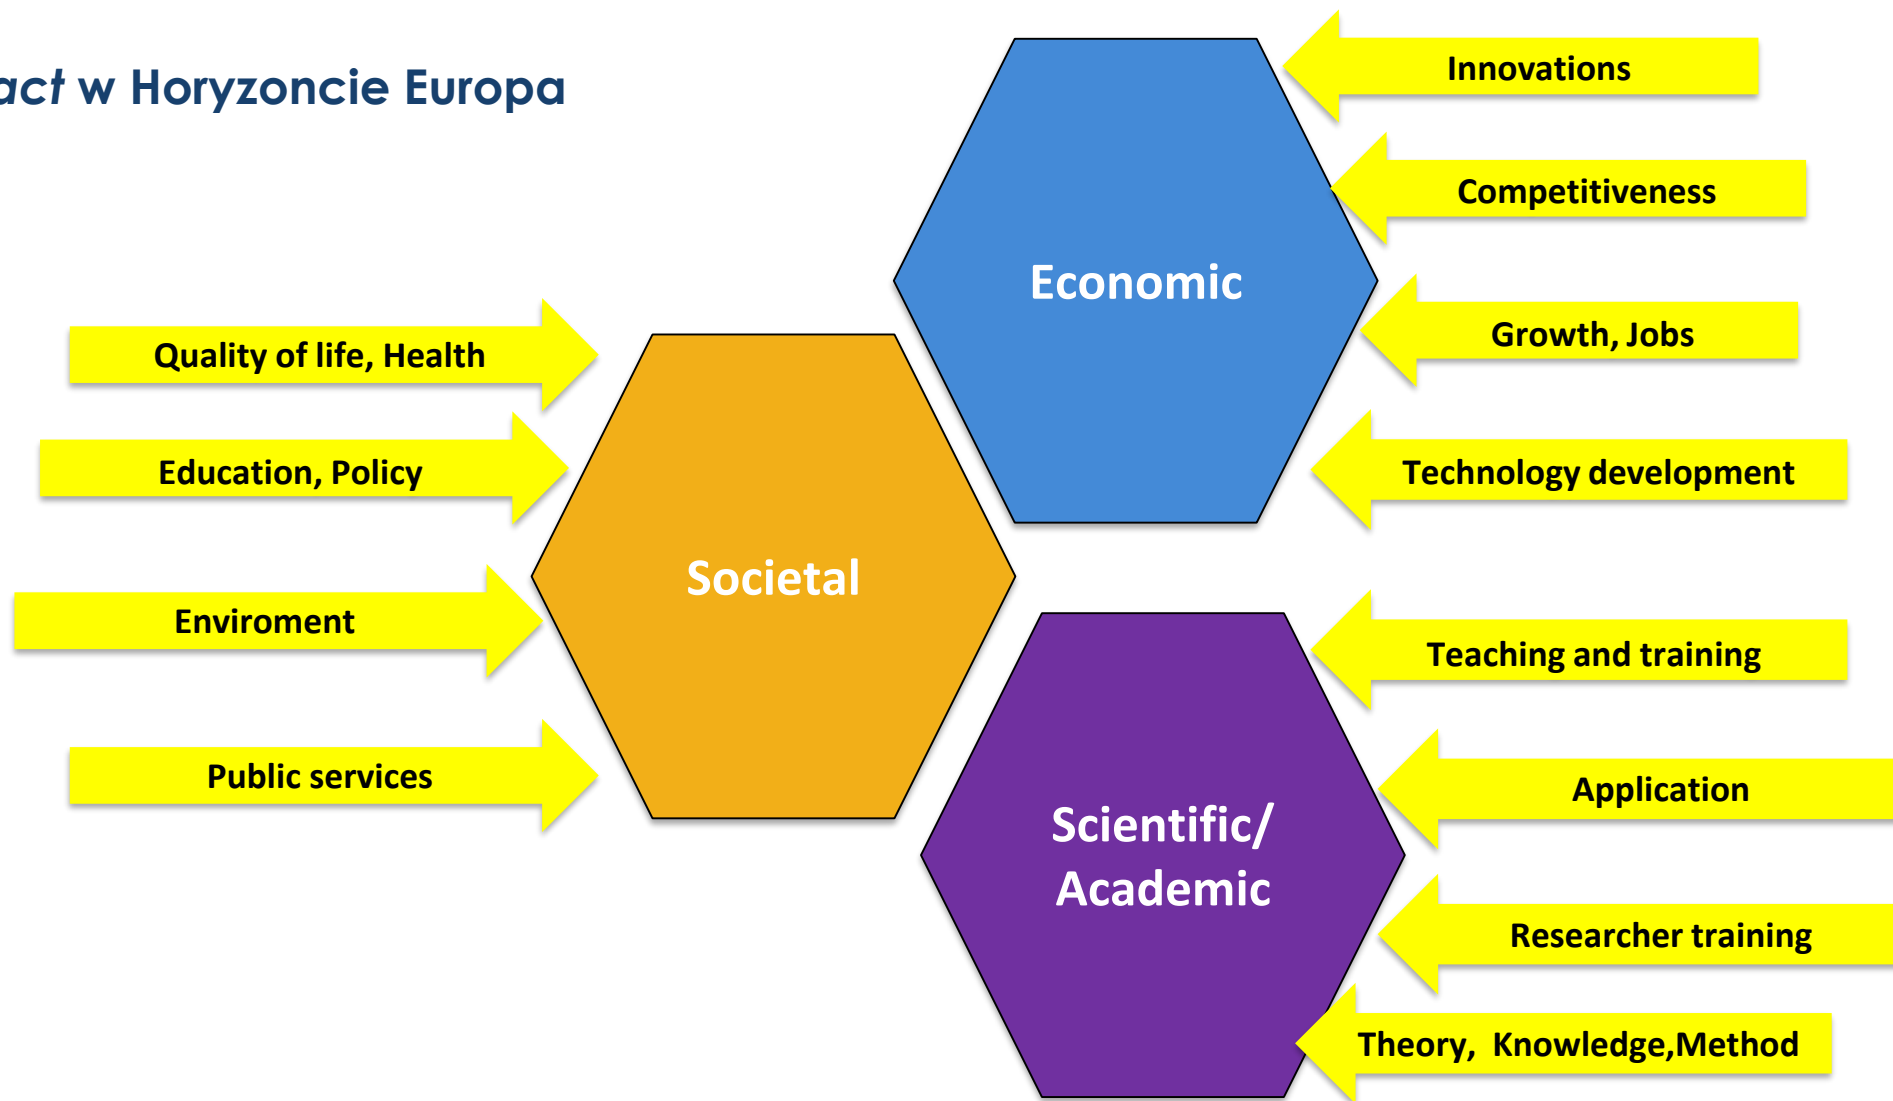 act w Horyzoncie Europa
Innovations
Competitiveness
Economic
Growth, Jobs
Technology development
Quality of life, Health
Education, Policy
Societal
Enviroment
Public services
Teaching and training
Application
Scientific/
Academic
Researcher training
Theory,  Knowledge,Method